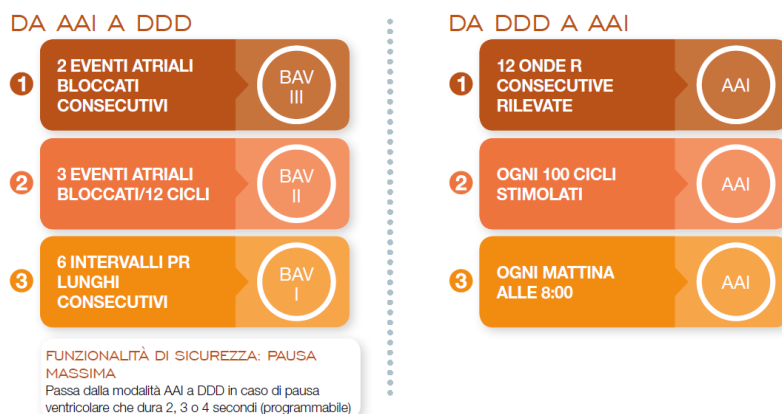 DA AAI A DDD
1
2 EVENTI ATRIALI
BLOCCATI
CONSECUTIVI
BAV
III
2
3 EVENTI ATRIALI
BLOCCATI/12 CICLI
BAV
II
3
6 INTERVALLI PR
LUNGHI
CONSECUTIVI
BAV
I
FUNZIONALITÀ DI SICUREZZA: PAUSA
MASSIMA
Passa dalla modalità AAI a DDD in caso di pausa
ventricolare che dura 2, 3 o 4 secondi (programmabile)
DA DDD A AAI
1
12 ONDE R
CONSECUTIVE
RILEVATE
AAI
2
OGNI 100 CICLI
STIMOLATI
AAI
3
OGNI MATTINA
ALLE 8:00
AAI